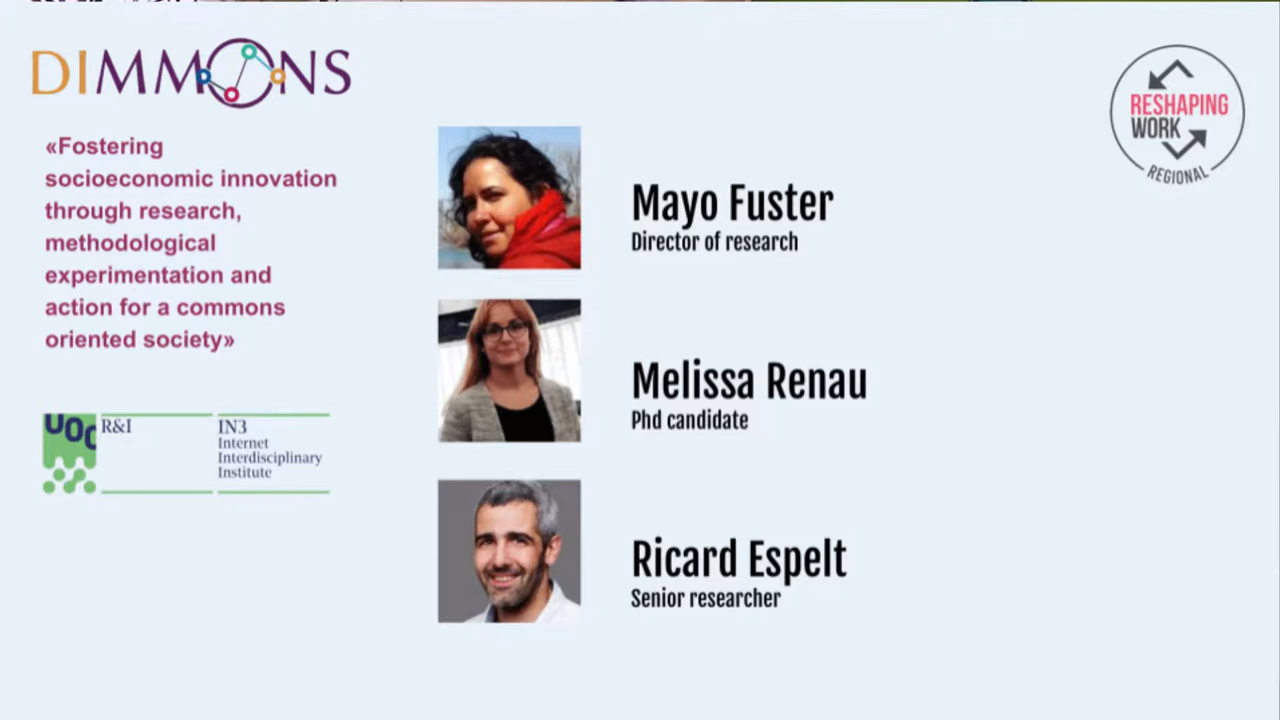 DIMMONS
«Fostering
socioeconomic innovation
through research,
methodological
experimentation and
action for a commons
oriented society»
UOC
R&I
IN3
Internet
Interdisciplinary
Institute
Mayo Fuster
Director of research
Melissa Renau
Phd candidate
Ricard Espelt
Senior researcher
RESHAPING
WORK
REGIONAL